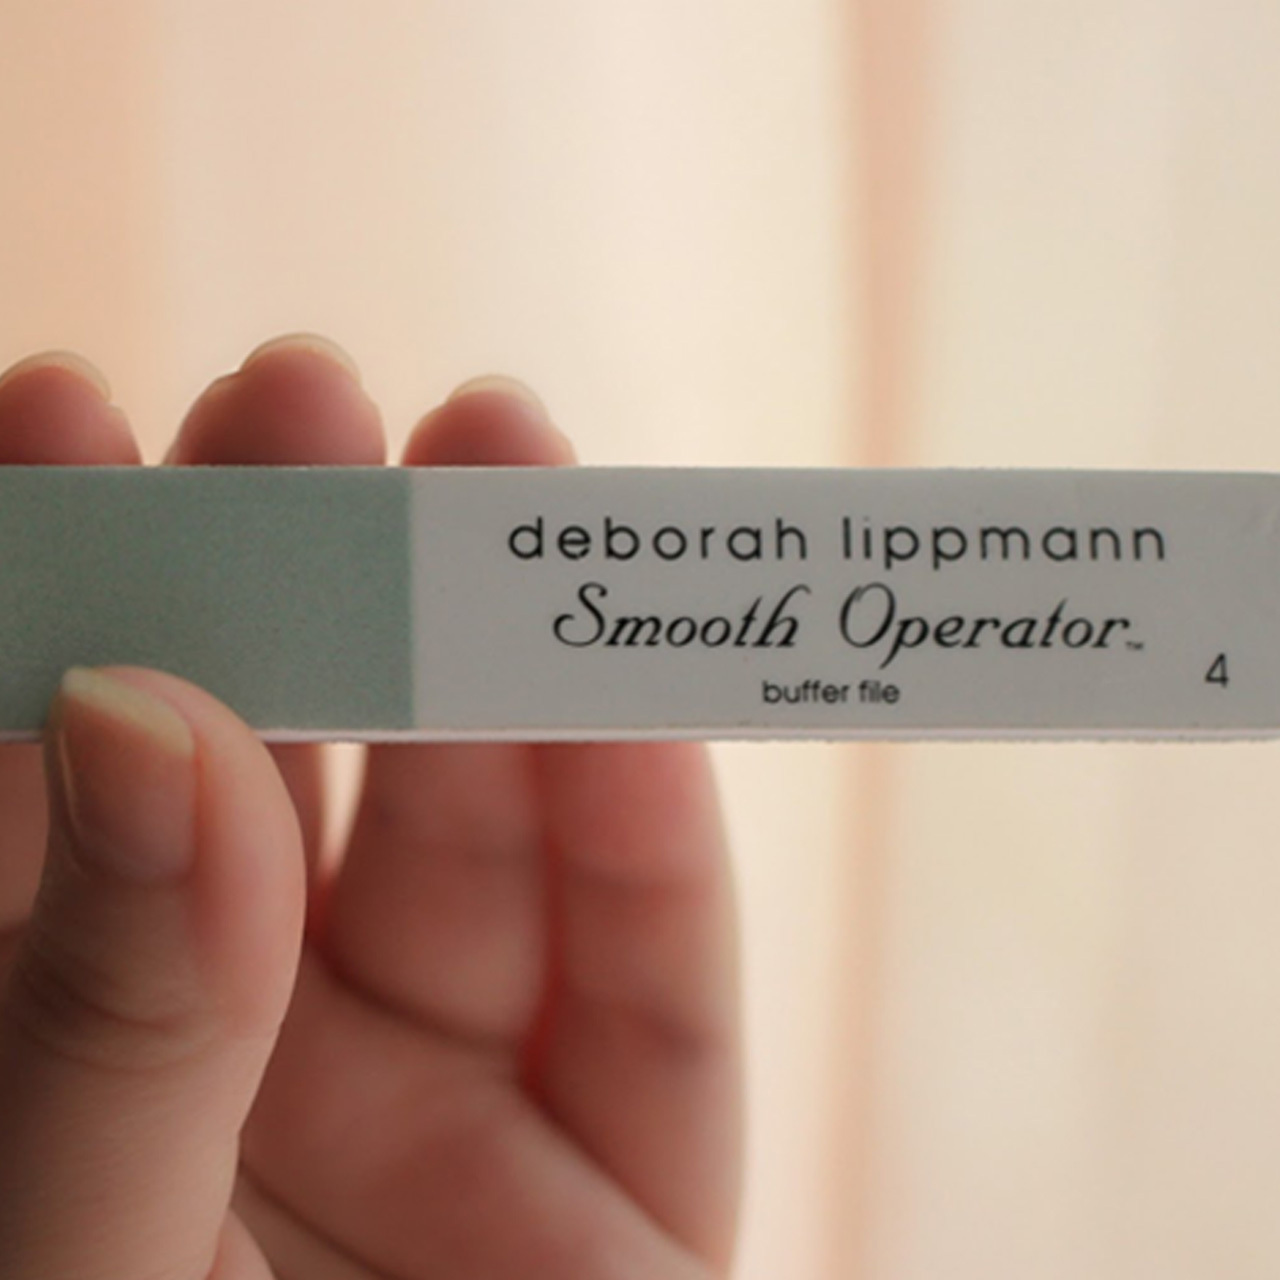 deborah lippmann
Smooth Operator™
buffer file
4